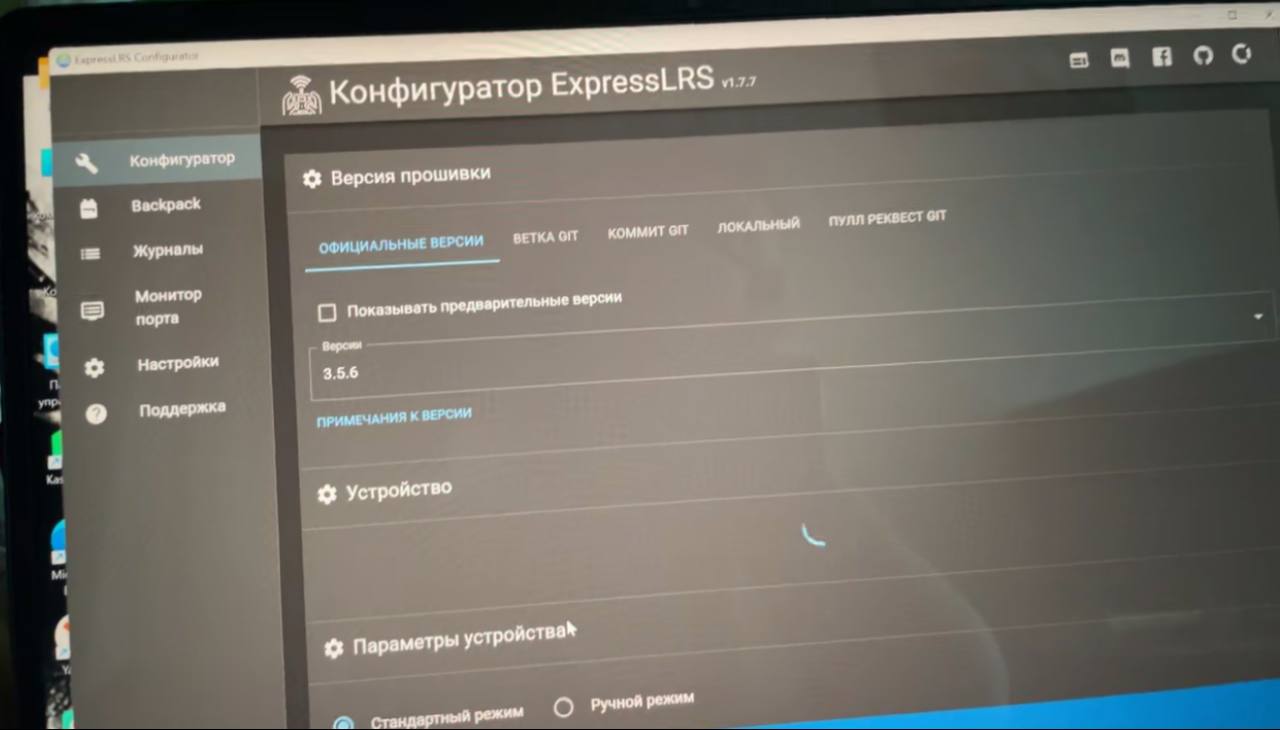 ExpressLRS Configurator
Конфигуратор ExpressLRS v1.7.7
Конфигуратор
Backpack
Журналы
Монитор
порта
Настройки
Поддержка
Версия прошивки
ОФИЦИАЛЬНЫЕ ВЕРСИИ
ВЕТКА GIT
КОММИТ GIT
ЛОКАЛЬНЫЙ
ПУЛЛ РЕКВЕСТ GIT
Показывать предварительные версии
Версии
3.5.6
ПРИМЕЧАНИЯ К ВЕРСИИ
Устройство
Параметры устройства
Стандартный режим
Ручной режим